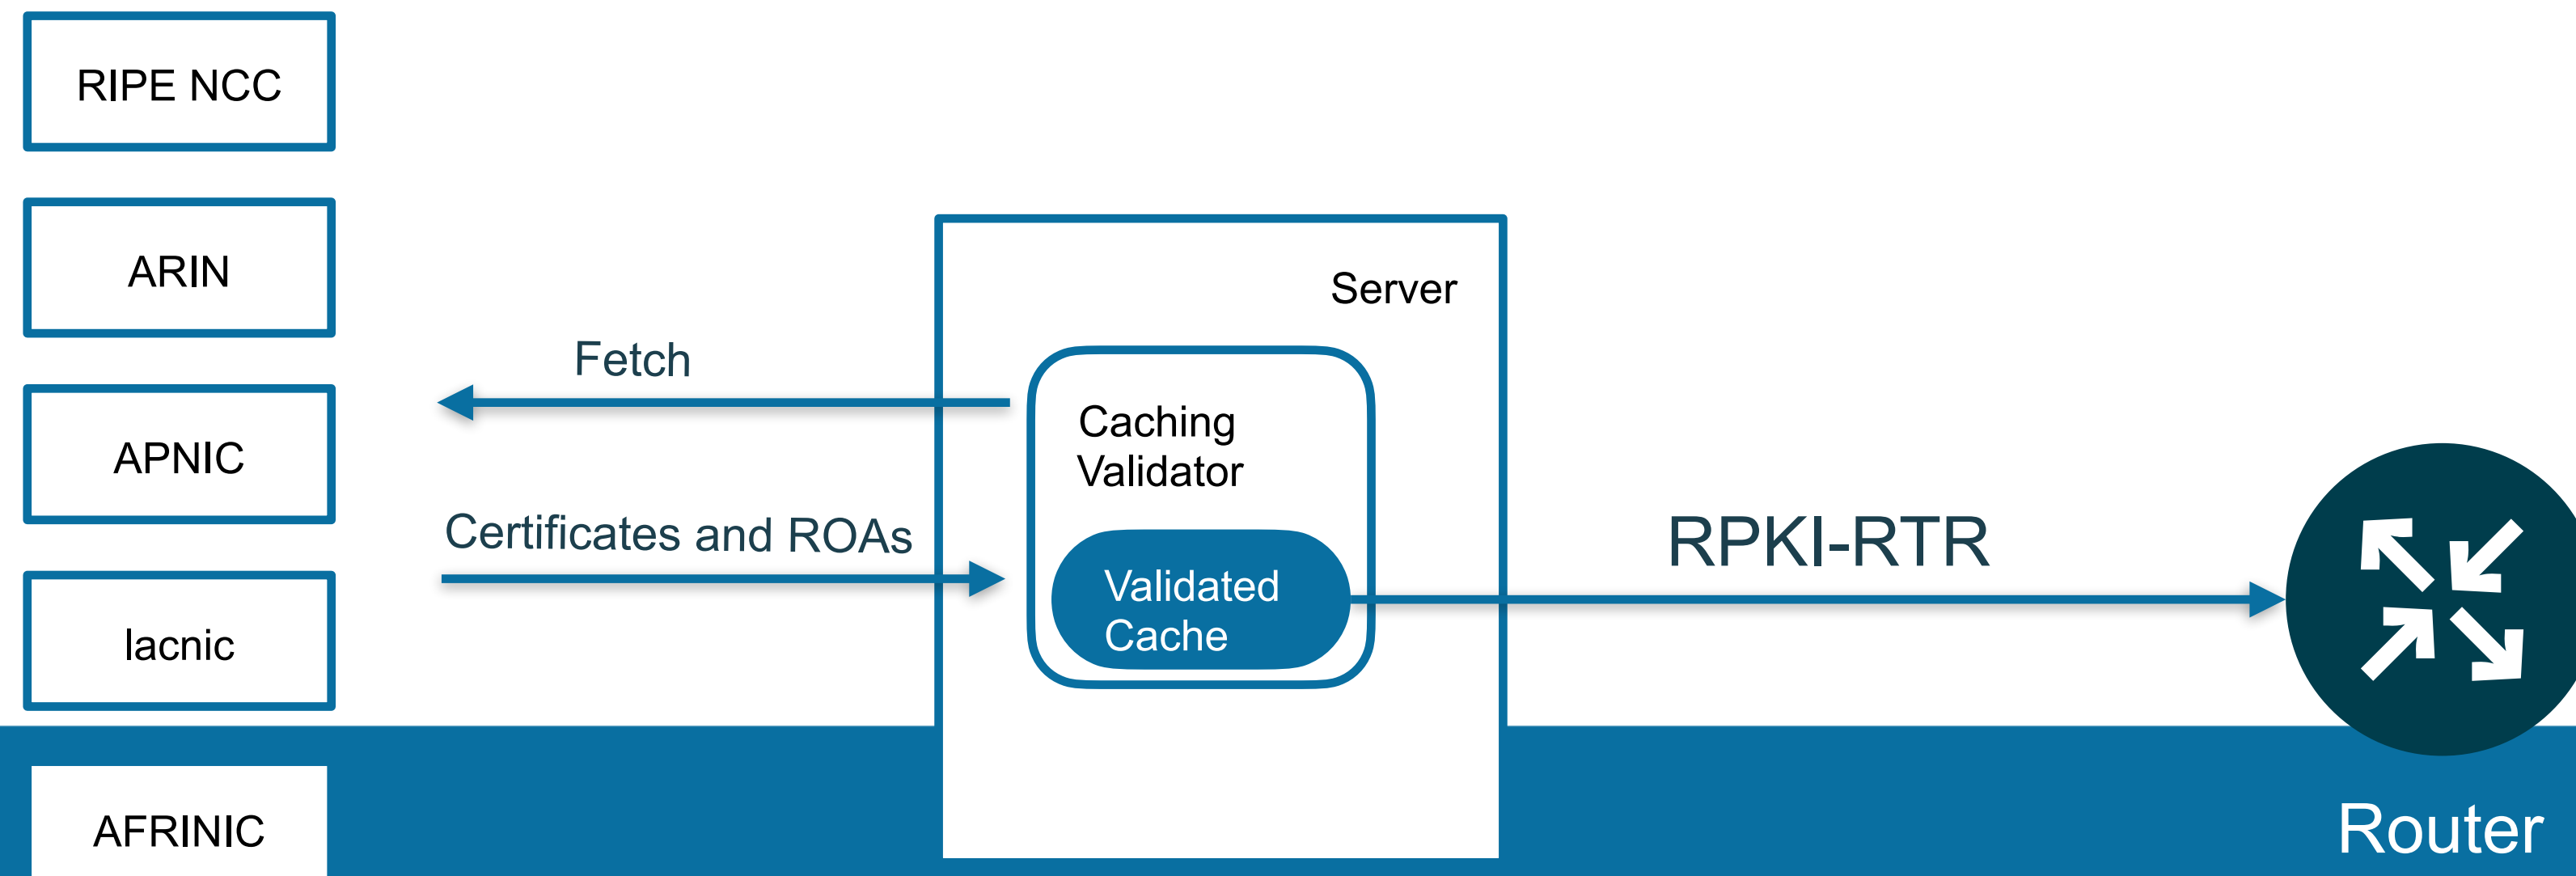 RIPE NCC
ARIN
APNIC
lacnic
AFRINIC
Fetch
Certificates and ROAs
Server
Caching
Validator
Validated
Cache
RPKI-RTR
Router